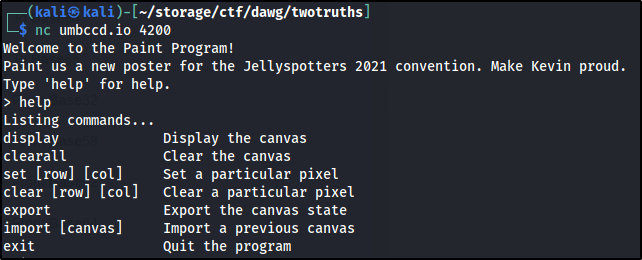 (kali㉿kali)-[~/storage/ctf/dawg/twotruths]
$ nc umbccd.io 4200
Welcome to the Paint Program!
Paint us a new poster for the Jellyspotters 2021 convention. Make Kevin proud.
Type 'help' for help.
> help
Listing commands...
display Display the canvas
clearall Clear the canvas
set [row] [col] Set a particular pixel
clear [row] [col] Clear a particular pixel
export Export the canvas state
import [canvas] Import a previous canvas
exit Quit the program